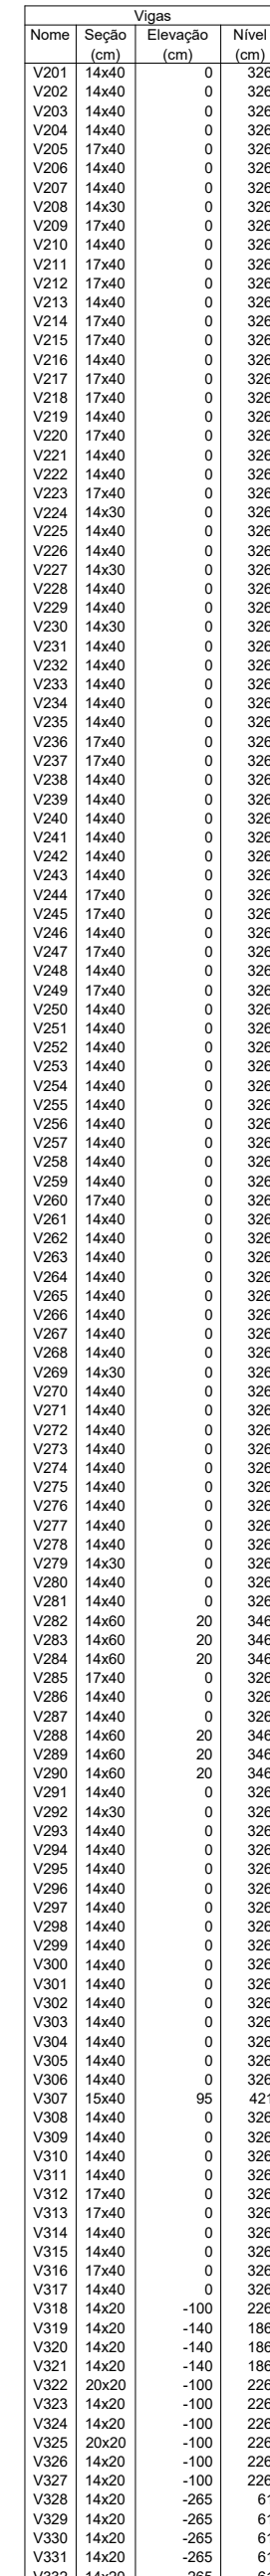 Vigas
Nome Seção Elevação Nível
(cm) (cm) (cm)
V201 14x40 0 326
V202 14x40 0 326
V203 14x40 0 326
V204 14x40 0 326
V205 17x40 0 326
V206 14x40 0 326
V207 14x40 0 326
V208 14x30 0 326
V209 17x40 0 326
V210 14x40 0 326
V211 17x40 0 326
V212 17x40 0 326
V213 14x40 0 326
V214 17x40 0 326
V215 17x40 0 326
V216 14x40 0 326
V217 17x40 0 326
V218 17x40 0 326
V219 14x40 0 326
V220 17x40 0 326
V221 14x40 0 326
V222 14x40 0 326
V223 17x40 0 326
V224 14x30 0 326
V225 14x40 0 326
V226 14x40 0 326
V227 14x30 0 326
V228 14x40 0 326
V229 14x40 0 326
V230 14x30 0 326
V231 14x40 0 326
V232 14x40 0 326
V233 14x40 0 326
V234 14x40 0 326
V235 14x40 0 326
V236 17x40 0 326
V237 17x40 0 326
V238 14x40 0 326
V239 14x40 0 326
V240 14x40 0 326
V241 14x40 0 326
V242 14x40 0 326
V243 14x40 0 326
V244 17x40 0 326
V245 17x40 0 326
V246 14x40 0 326
V247 17x40 0 326
V248 14x40 0 326
V249 17x40 0 326
V250 14x40 0 326
V251 14x40 0 326
V252 14x40 0 326
V253 14x40 0 326
V254 14x40 0 326
V255 14x40 0 326
V256 14x40 0 326
V257 14x40 0 326
V258 14x40 0 326
V259 14x40 0 326
V260 17x40 0 326
V261 14x40 0 326
V262 14x40 0 326
V263 14x40 0 326
V264 14x40 0 326
V265 14x40 0 326
V266 14x40 0 326
V267 14x40 0 326
V268 14x40 0 326
V269 14x30 0 326
V270 14x40 0 326
V271 14x40 0 326
V272 14x40 0 326
V273 14x40 0 326
V274 14x40 0 326
V275 14x40 0 326
V276 14x40 0 326
V277 14x40 0 326
V278 14x40 0 326
V279 14x30 0 326
V280 14x40 0 326
V281 14x40 0 326
V282 14x60 20 346
V283 14x60 20 346
V284 14x60 20 346
V285 17x40 0 326
V286 14x40 0 326
V287 14x40 0 326
V288 14x60 20 346
V289 14x60 20 346
V290 14x60 20 346
V291 14x40 0 326
V292 14x30 0 326
V293 14x40 0 326
V294 14x40 0 326
V295 14x40 0 326
V296 14x40 0 326
V297 14x40 0 326
V298 14x40 0 326
V299 14x40 0 326
V300 14x40 0 326
V301 14x40 0 326
V302 14x40 0 326
V303 14x40 0 326
V304 14x40 0 326
V305 14x40 0 326
V306 14x40 0 326
V307 15x40 95 421
V308 14x40 0 326
V309 14x40 0 326
V310 14x40 0 326
V311 14x40 0 326
V312 17x40 0 326
V313 17x40 0 326
V314 14x40 0 326
V315 14x40 0 326
V316 17x40 0 326
V317 14x40 0 326
V318 14x20 -100 226
V319 14x20 -140 186
V320 14x20 -140 186
V321 14x20 -140 186
V322 20x20 -100 226
V323 14x20 -100 226
V324 14x20 -100 226
V325 20x20 -100 226
V326 14x20 -100 226
V327 14x20 -100 226
V328 14x20 -265 61
V329 14x20 -265 61
V330 14x20 -265 61
V331 14x20 -265 61
V332 14x20 -265 61